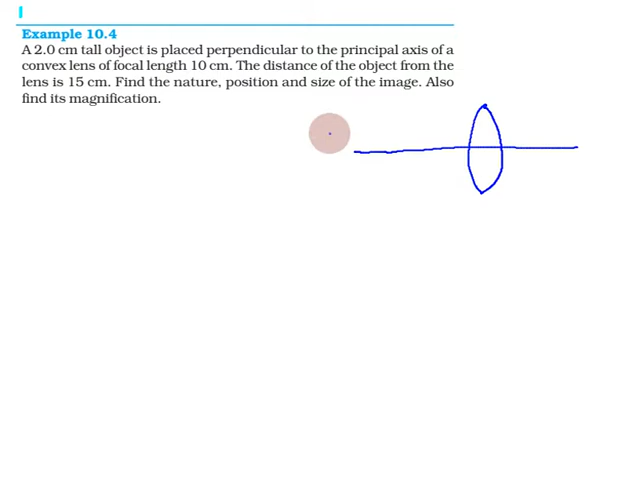 Example 10.4
A 2.0 cm tall object is placed perpendicular to the principal axis of a
convex lens of focal length 10 cm. The distance of the object from the
lens is 15 cm. Find the nature, position and size of the image. Also
find its magnification.